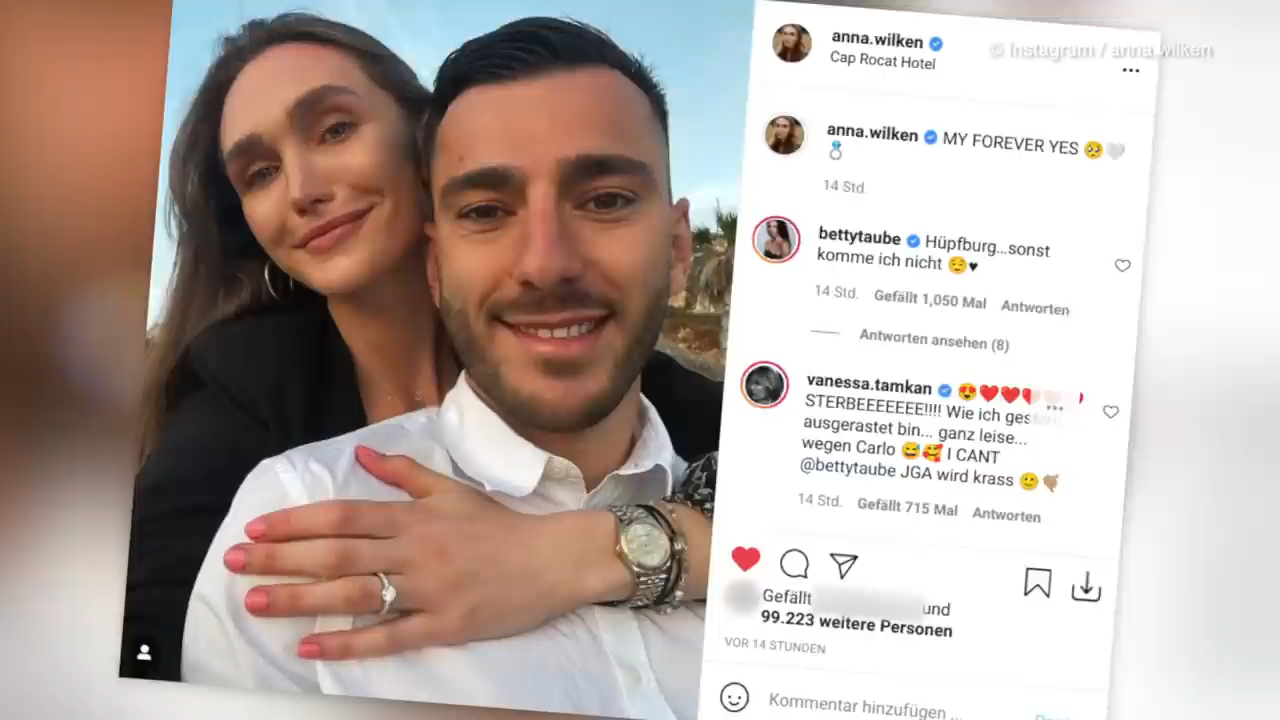 © Instagram / anna.wilken
anna.wilken
Cap Rocat Hotel
anna.wilken MY FOREVER YES 🥺🤍
💍
14 Std.
bettytaube Hüpfburg...sonst
komme ich nicht 😌♥
14 Std. Gefällt 1,050 Mal Antworten
Antworten ansehen (8)
vanessa.tamkan 😍❤️❤️❤️
STERBEEEEEEE!!!! Wie ich gestern
ausgerastet bin... ganz leise...
wegen Carlo 😅🥰 I CANT
@bettytaube JGA wird krass
14 Std. Gefällt 715 Mal Antworten
Gefällt und
99.223 weitere Personen
VOR 14 STUNDEN
Kommentar hinzufügen ...